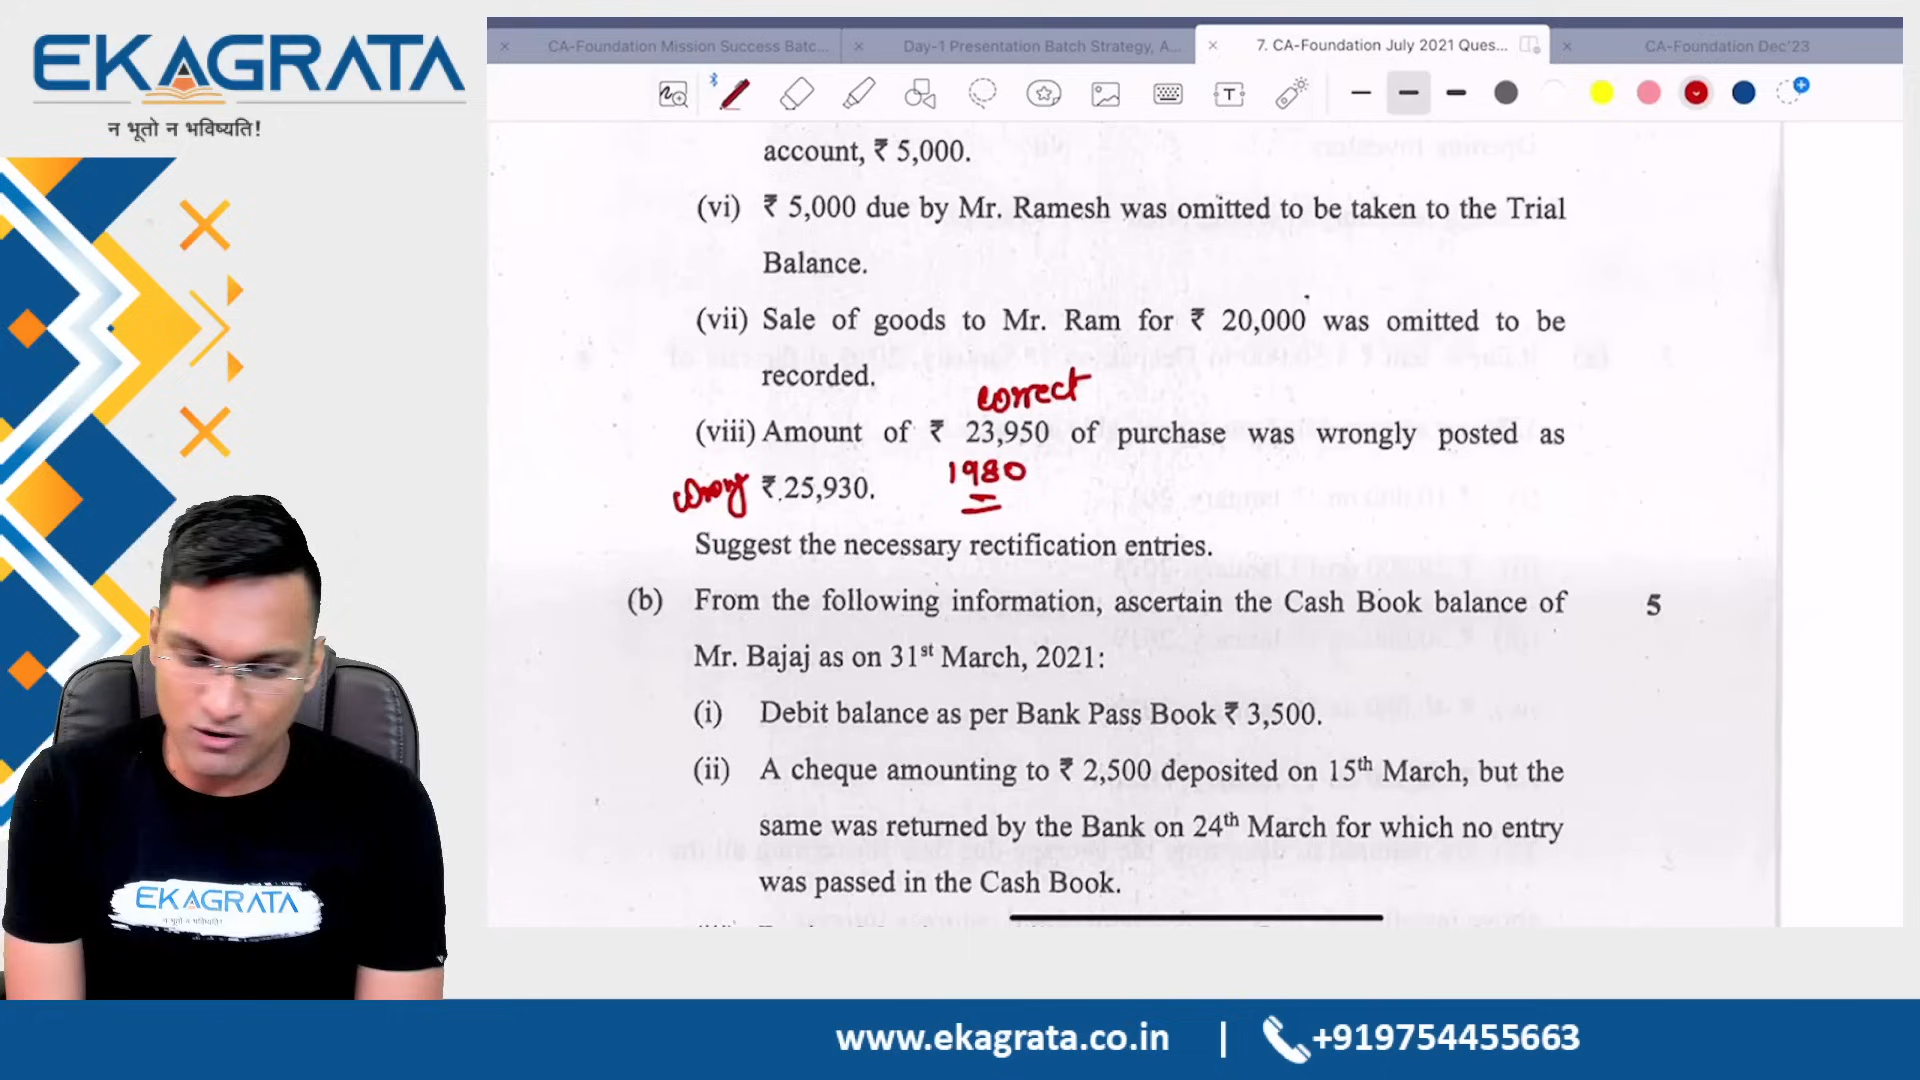 EKAGRATA
न भूतो न भविष्यति!
CA-Foundation Mission Success Batc...
Day-1 Presentation Batch Strategy, A...
7. CA-Foundation July 2021 Ques...
CA-Foundation Dec'23
account, ₹ 5,000.
(vi) ₹ 5,000 due by Mr. Ramesh was omitted to be taken to the Trial
Balance.
(vii) Sale of goods to Mr. Ram for ₹ 20,000 was omitted to be
recorded.
correct
(viii) Amount of ₹ 23,950 of purchase was wrongly posted as
1980
wrong ₹ 25,930.
Suggest the necessary rectification entries.
(b) From the following information, ascertain the Cash Book balance of 5
Mr. Bajaj as on 31st March, 2021:
(i) Debit balance as per Bank Pass Book ₹ 3,500.
(ii) A cheque amounting to ₹ 2,500 deposited on 15th March, but the
same was returned by the Bank on 24th March for which no entry
was passed in the Cash Book.
EKAGRATA
न भूतो न भविष्यति!
www.ekagrata.co.in | +919754455663